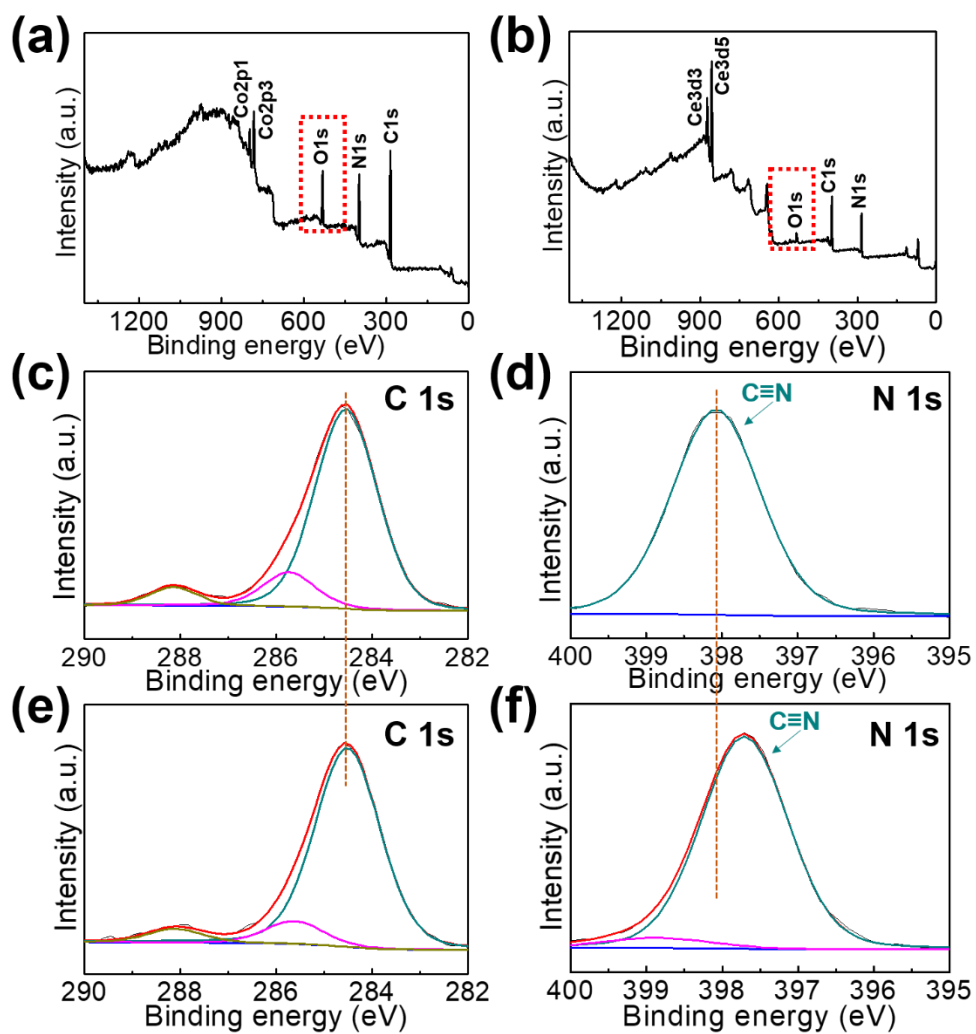 (a)
Intensity (a.u.)
Co2p1
Co2p3
O1s
N1s
C1s
1200 900 600 300 0
Binding energy (eV)
(b)
Intensity (a.u.)
Ce3d3
Ce3d5
O1s
C1s
N1s
1200 900 600 300 0
Binding energy (eV)
(c)
C 1s
Intensity (a.u.)
290 288 286 284 282
Binding energy (eV)
(d)
C≡N
N 1s
Intensity (a.u.)
400 399 398 397 396 395
Binding energy (eV)
(e)
C 1s
Intensity (a.u.)
290 288 286 284 282
Binding energy (eV)
(f)
C≡N
N 1s
Intensity (a.u.)
400 399 398 397 396 395
Binding energy (eV)